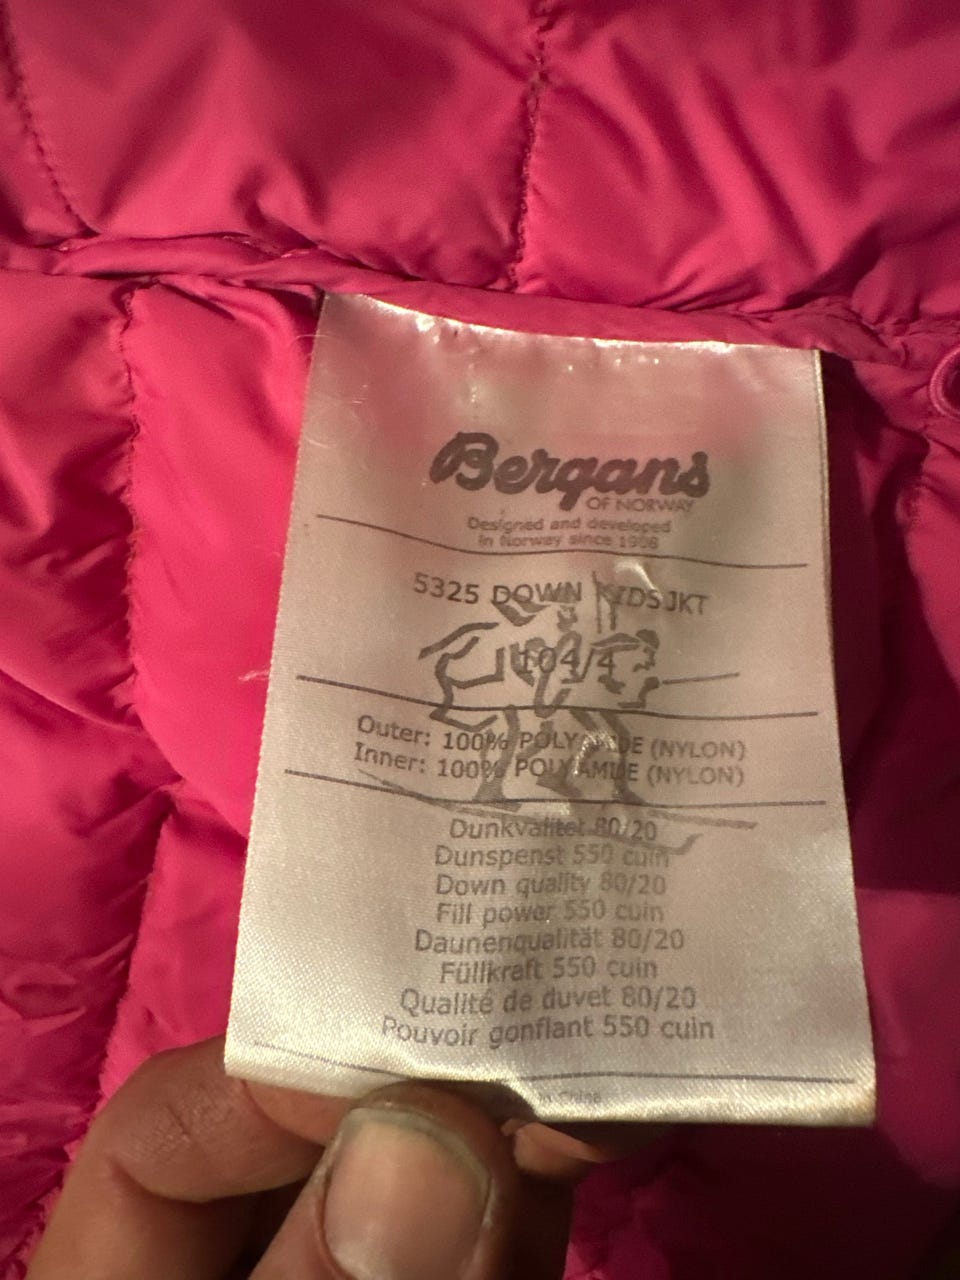 Bergans
OF NORWAY
Designed and developed
in Norway since 1908
5325 DOWN KIDSJKT
104/4
Outer: 100% POLYAMIDE (NYLON)
Inner: 100% POLYAMIDE (NYLON)
Dunkvalitet 80/20
Dunspenst 550 cuin
Down quality 80/20
Fill power 550 cuin
Daunenqualität 80/20
Füllkraft 550 cuin
Qualité de duvet 80/20
Pouvoir gonflant 550 cuin
China